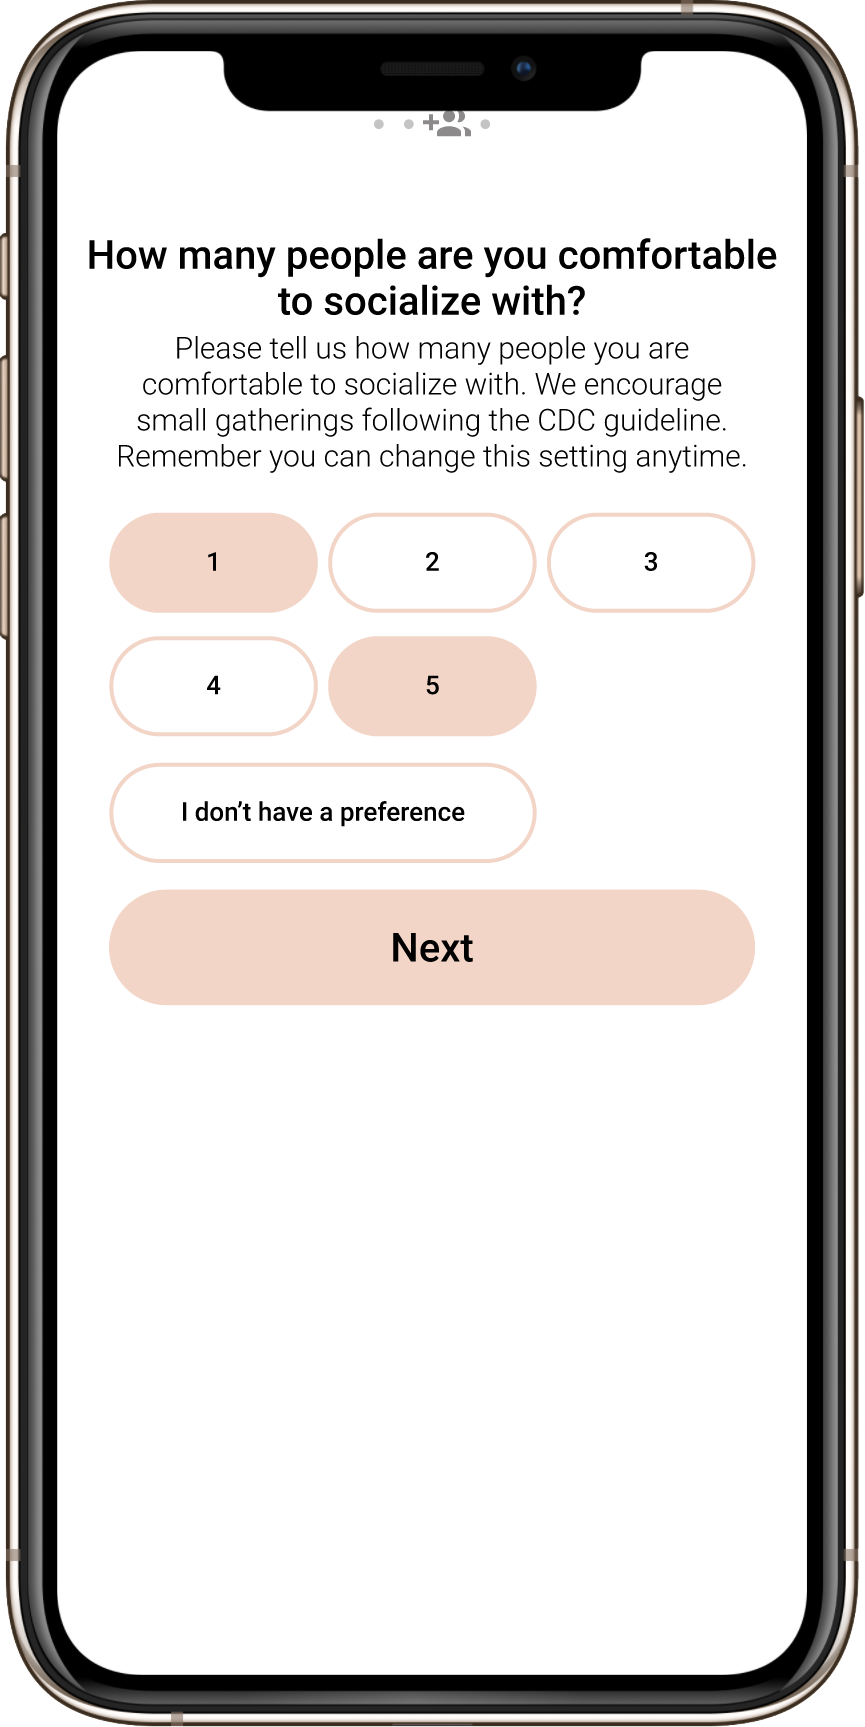 How many people are you comfortable
to socialize with?
Please tell us how many people you are
comfortable to socialize with. We encourage
small gatherings following the CDC guideline.
Remember you can change this setting anytime.
1 2 3
4 5
I don’t have a preference
Next